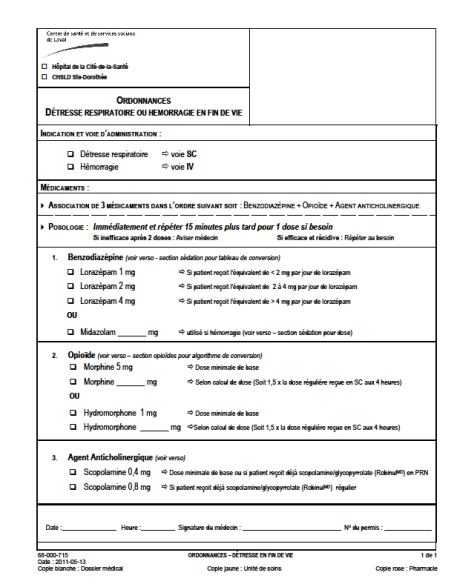 Centre de santé et de services sociaux
de Laval
☐ Hôpital de la Cité-de-la-Santé
☐ CHSLD Ste-Dorothée
ORDONNANCES
DÉTRESSE RESPIRATOIRE OU HEMORRAGIE EN FIN DE VIE
INDICATION ET VOIE D'ADMINISTRATION :
☐ Détresse respiratoire ⇨ voie SC
☐ Hémorragie ⇨ voie IV
MÉDICAMENTS :
▸ ASSOCIATION DE 3 MÉDICAMENTS DANS L'ORDRE SUIVANT SOIT : BENZODIAZÉPINE + OPIOÏDE + AGENT ANTICHOLINERGIQUE
▸ POSOLOGIE : Immédiatement et répéter 15 minutes plus tard pour 1 dose si besoin
Si inefficace après 2 doses : Aviser médecin Si efficace et récidive : Répéter au besoin
1. Benzodiazépine (voir verso - section sédation pour tableau de conversion)
☐ Lorazépam 1 mg ⇨ Si patient reçoit l'équivalent de < 2 mg par jour de lorazépam
☐ Lorazépam 2 mg ⇨ Si patient reçoit l'équivalent de 2 à 4 mg par jour de lorazépam
☐ Lorazépam 4 mg ⇨ Si patient reçoit l'équivalent de > 4 mg par jour de lorazépam
OU
☐ Midazolam ______ mg ⇨ utilisé si hémorragie (voir verso – section sédation pour dose)
2. Opioïde (voir verso – section opioïdes pour algorithme de conversion)
☐ Morphine 5 mg ⇨ Dose minimale de base
☐ Morphine ______ mg ⇨ Selon calcul de dose (Soit 1,5 x la dose régulière reçue en SC aux 4 heures)
OU
☐ Hydromorphone 1 mg ⇨ Dose minimale de base
☐ Hydromorphone ______ mg ⇨ Selon calcul de dose (Soit 1,5 x la dose régulière reçue en SC aux 4 heures)
3. Agent Anticholinergique (voir verso)
☐ Scopolamine 0,4 mg ⇨ Dose minimale de base ou si patient reçoit déjà scopolamine/glycopyrrolate (Robinul MD) en PRN
☐ Scopolamine 0,8 mg ⇨ Si patient reçoit déjà scopolamine/glycopyrrolate (Robinul MD) régulier
Date :__________ Heure :________ Signature du médecin : ______________________ N° du permis : ____________
65-000-715 ORDONNANCES – DÉTRESSE EN FIN DE VIE 1 de 1
Date : 2011-05-13
Copie blanche : Dossier médical Copie jaune : Unité de soins Copie rose : Pharmacie